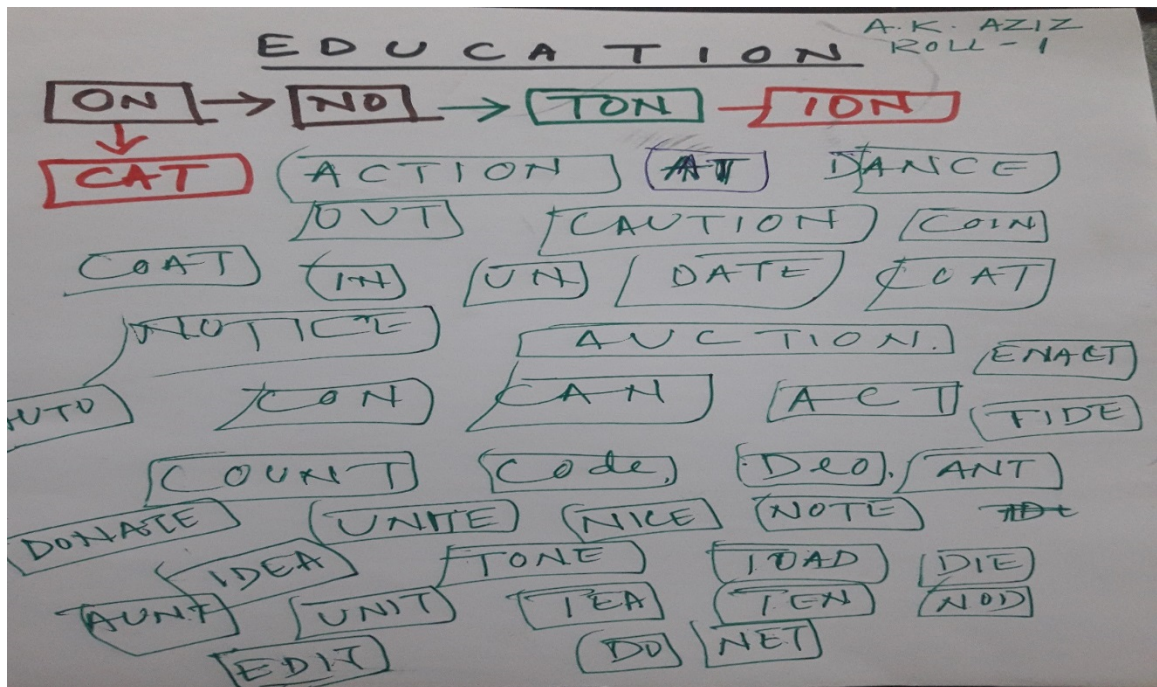 EDUCATION
A.K. AZIZ
ROLL - 1
ON → NO → TON ION
CAT ACTION AT DANCE
OUT CAUTION COIN
COAT IN UN DATE COAT
NOTICE AUCTION. ENACT
AUTO CON CAN ACT TIDE
COUNT Code, Deo. ANT
DONATE UNITE NICE NOTE
IDEA TONE TOAD DIE
AUNT UNIT TEA TEN NOD
EDIT DO NET